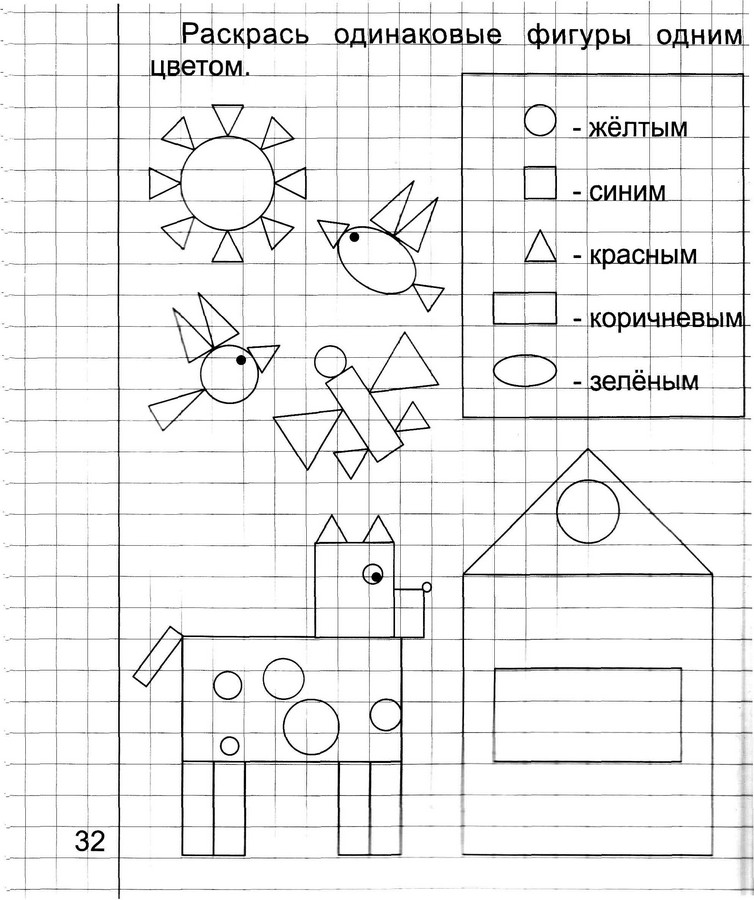 Раскрась одинаковые фигуры одним
цветом.
- жёлтым
- синим
- красным
- коричневым
- зелёным
32